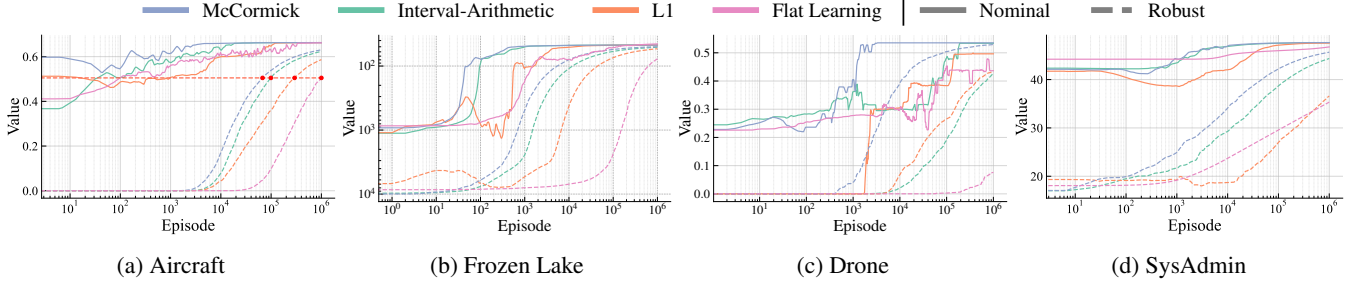 McCormick Interval-Arithmetic L1 Flat Learning Nominal Robust
Value
0.6
0.4
0.2
0.0
10¹ 10² 10³ 10⁴ 10⁵ 10⁶
Episode
(a) Aircraft
Value
10²
10³
10⁴
10⁰ 10¹ 10² 10³ 10⁴ 10⁵ 10⁶
Episode
(b) Frozen Lake
Value
0.5
0.4
0.3
0.2
0.1
0.0
10¹ 10² 10³ 10⁴ 10⁵ 10⁶
Episode
(c) Drone
Value
40
30
20
10¹ 10² 10³ 10⁴ 10⁵ 10⁶
Episode
(d) SysAdmin